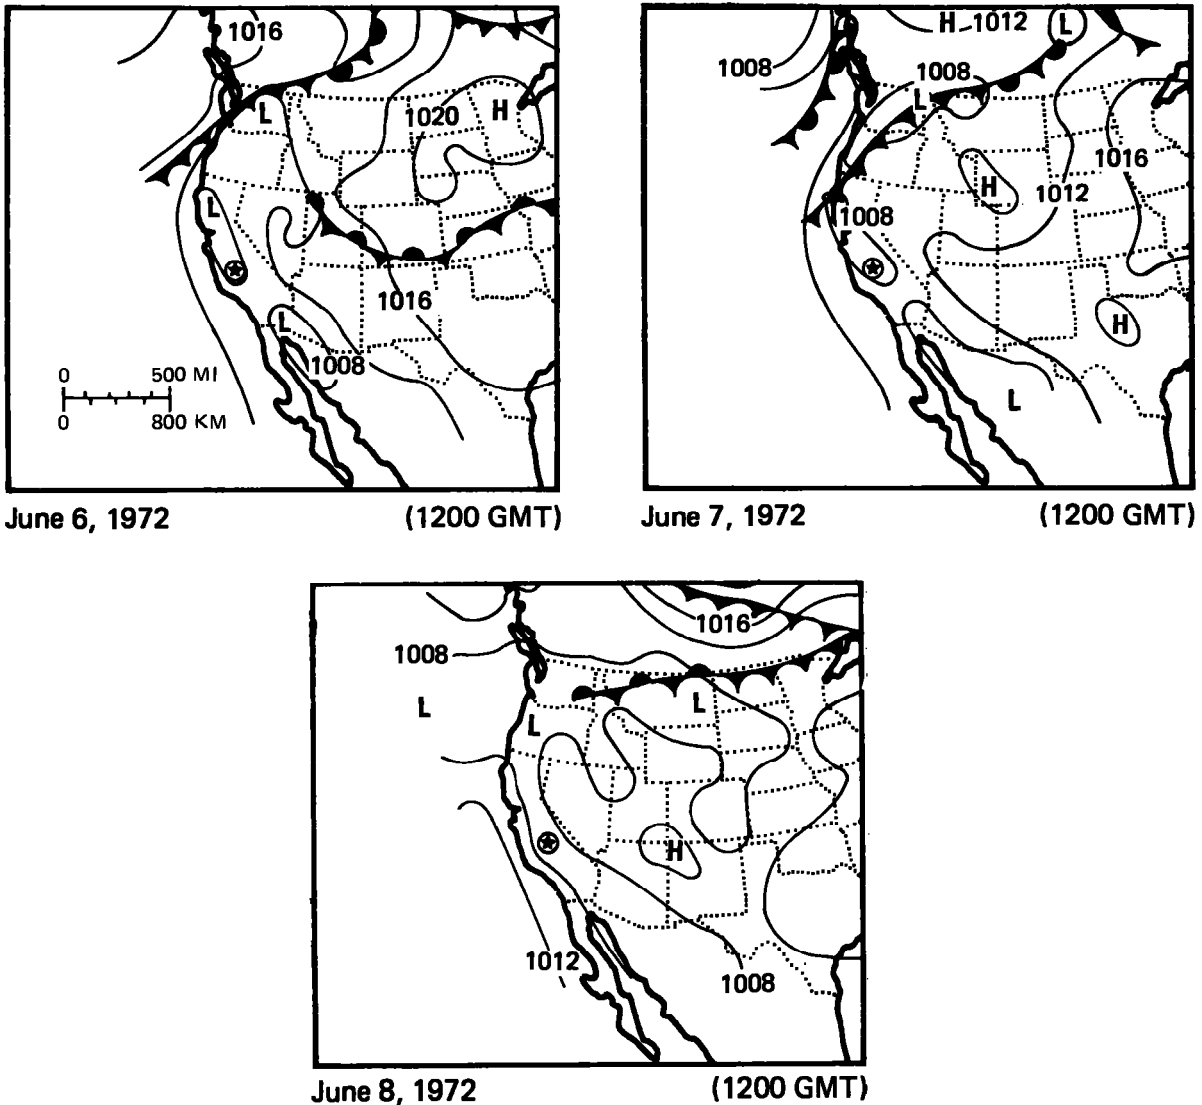 1016
L
1020
H
L
1016
L
1008
0 500 MI
0 800 KM
June 6, 1972 (1200 GMT)
H 1012 L
1008
1008
L
1016
H
1012
1008
L
H
L
June 7, 1972 (1200 GMT)
1016
1008
L
L
L
H
1012
1008
June 8, 1972 (1200 GMT)